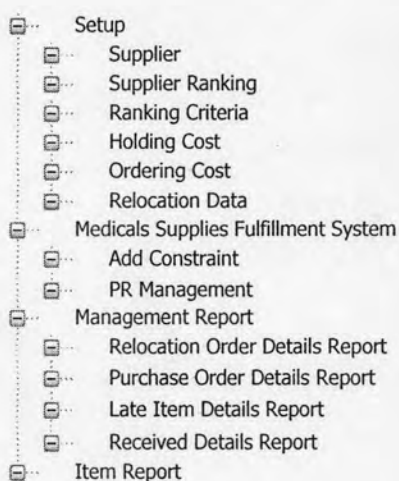 Setup
Supplier
Supplier Ranking
Ranking Criteria
Holding Cost
Ordering Cost
Relocation Data
Medicals Supplies Fulfillment System
Add Constraint
PR Management
Management Report
Relocation Order Details Report
Purchase Order Details Report
Late Item Details Report
Received Details Report
Item Report